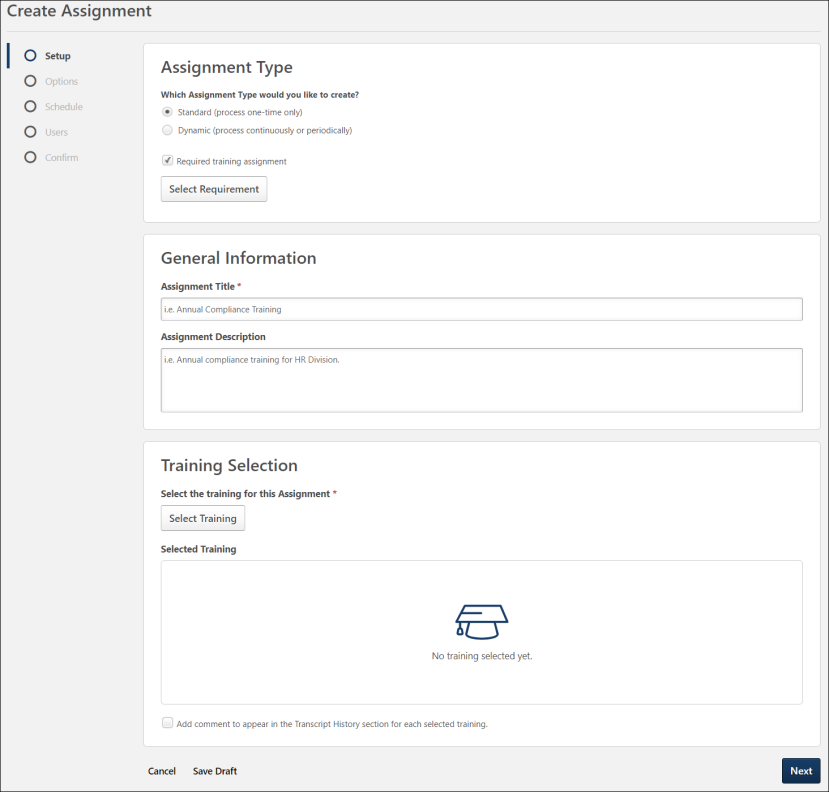 Create Assignment
Setup
Options
Schedule
Users
Confirm
Assignment Type
Which Assignment Type would you like to create?
Standard (process one-time only)
Dynamic (process continuously or periodically)
Required training assignment
Select Requirement
General Information
Assignment Title *
i.e. Annual Compliance Training
Assignment Description
i.e. Annual compliance training for HR Division.
Training Selection
Select the training for this Assignment *
Select Training
Selected Training
No training selected yet.
Add comment to appear in the Transcript History section for each selected training.
Cancel Save Draft Next